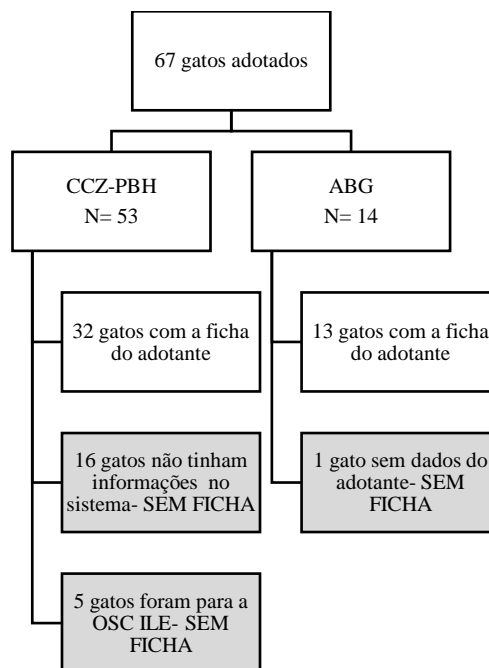 67 gatos adotados
CCZ-PBH
N= 53
ABG
N= 14
32 gatos com a ficha
do adotante
13 gatos com a ficha
do adotante
16 gatos não tinham
informações no
sistema- SEM FICHA
1 gato sem dados do
adotante- SEM
FICHA
5 gatos foram para a
OSC ILE- SEM
FICHA